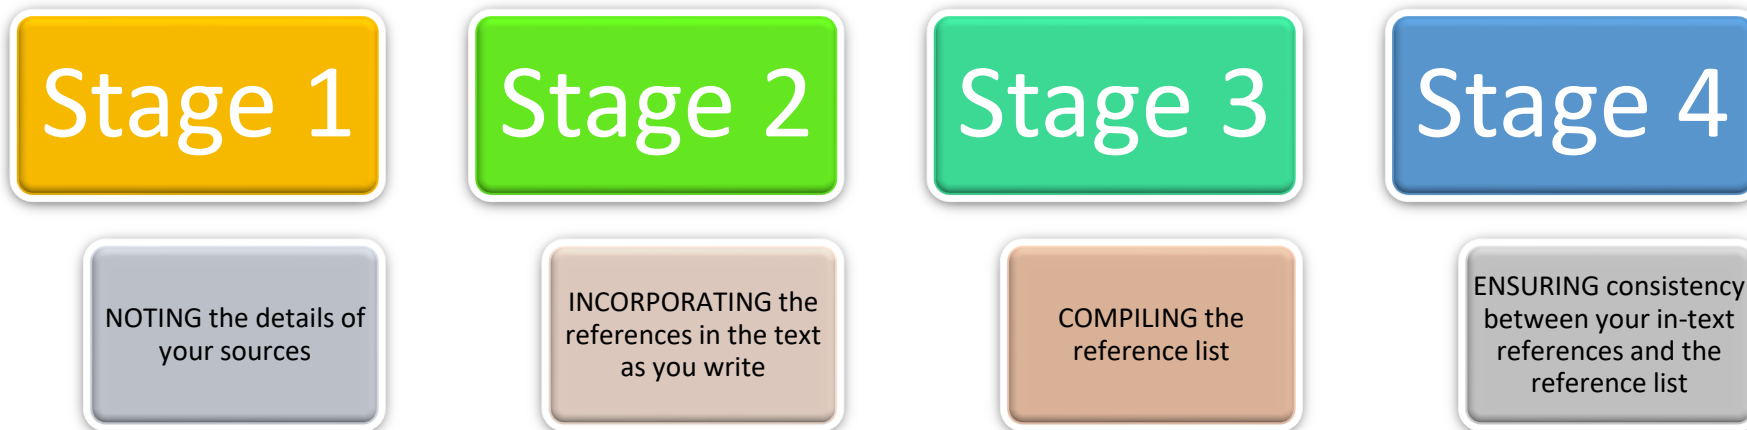 Stage 1
Stage 2
Stage 3
Stage 4
NOTING the details of
your sources
INCORPORATING the
references in the text
as you write
COMPILING the
reference list
ENSURING consistency
between your in-text
references and the
reference list